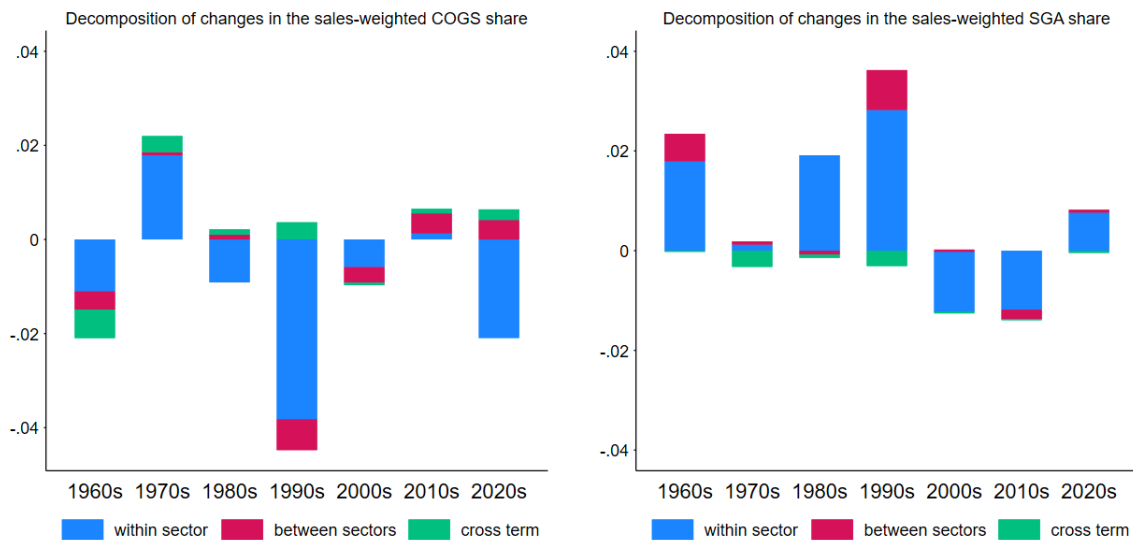 Decomposition of changes in the sales-weighted COGS share
.04
.02
0
-.02
-.04
1960s 1970s 1980s 1990s 2000s 2010s 2020s
within sector between sectors cross term
Decomposition of changes in the sales-weighted SGA share
.04
.02
0
-.02
-.04
1960s 1970s 1980s 1990s 2000s 2010s 2020s
within sector between sectors cross term